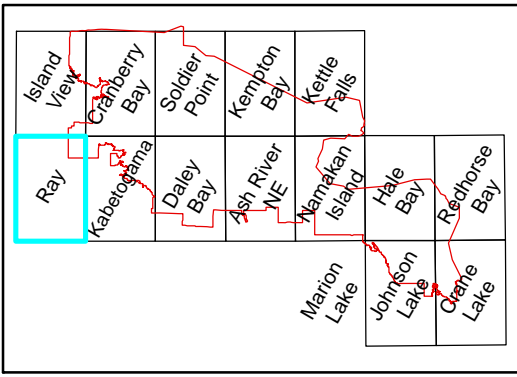 Island
View
Cranberry
Bay
Soldier
Point
Kempton
Bay
Kettle
Falls
Ray
Kabetogama
Daley
Bay
Ash River
NE
Namakan
Island
Hale
Bay
Redhorse
Bay
Marion
Lake
Johnson
Lake
Crane
Lake